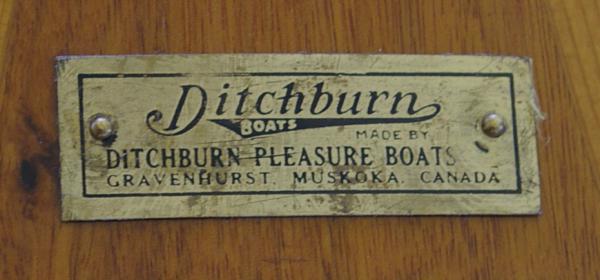 Ditchburn
BOATS
MADE BY
DITCHBURN PLEASURE BOATS
GRAVENHURST. MUSKOKA. CANADA